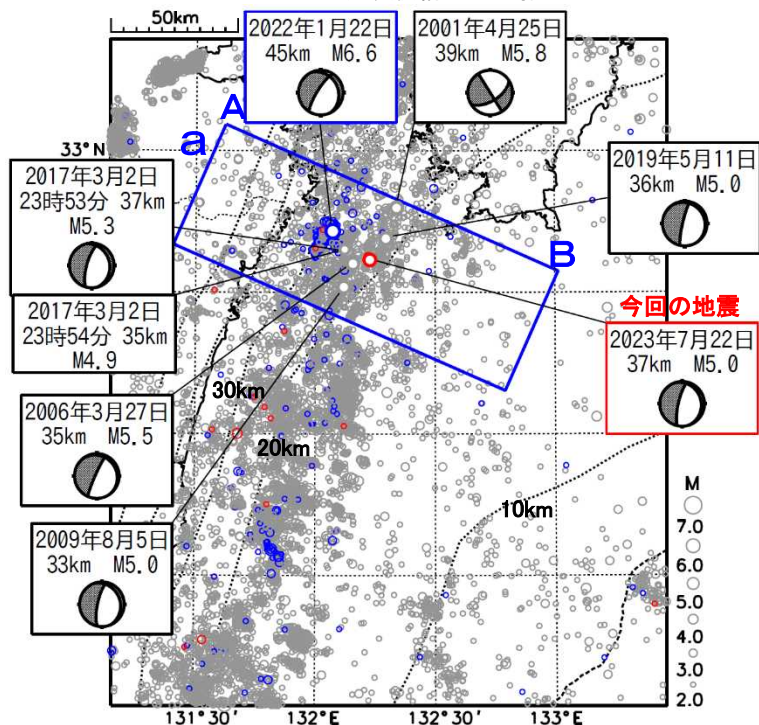 50km
2022年1月22日
45km M6.6
2001年4月25日
39km M5.8
A
a
33°N
2017年3月2日
23時53分 37km
M5.3
2019年5月11日
36km M5.0
B
2017年3月2日
23時54分 35km
M4.9
今回の地震
2023年7月22日
37km M5.0
30km
2006年3月27日
35km M5.5
20km
10km
2009年8月5日
33km M5.0
M
7.0
6.0
5.0
4.0
3.0
2.0
131°30′
132°E
132°30′
133°E